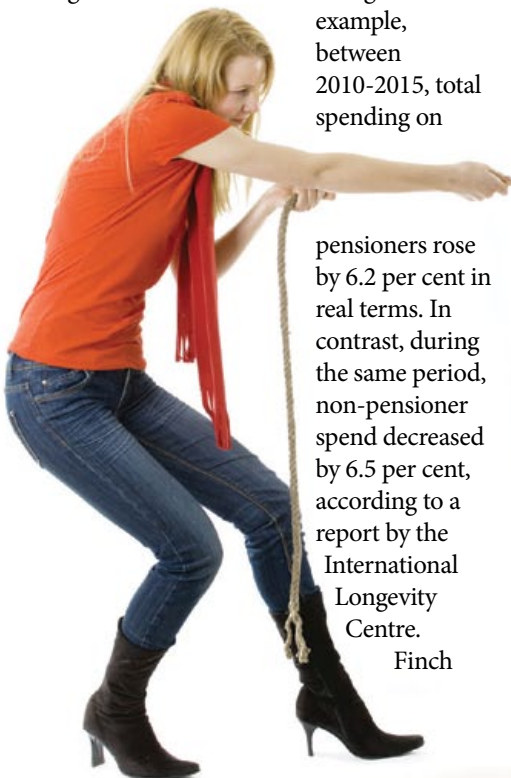 example,
between
2010-2015, total
spending on
pensioners rose
by 6.2 per cent in
real terms. In
contrast, during
the same period,
non-pensioner
spend decreased
by 6.5 per cent,
according to a
report by the
International
Longevity
Centre.
Finch